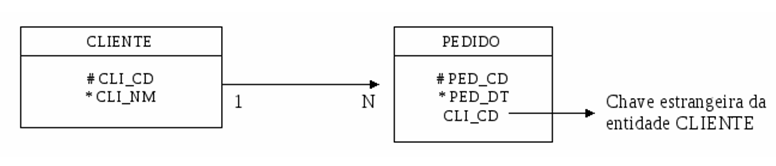 CLIENTE
# CLI_CD
* CLI_NM
1
N
PEDIDO
# PED_CD
* PED_DT
CLI_CD
Chave estrangeira da
entidade CLIENTE